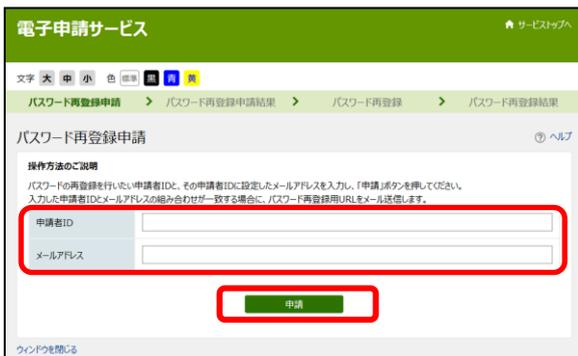 電子申請サービス
サービストップへ
文字 大 中 小 色 標準 黒 青 黄
パスワード再登録申請 > パスワード再登録申請結果 > パスワード再登録 > パスワード再登録結果
パスワード再登録申請
? ヘルプ
操作方法のご説明
パスワードの再登録を行いたい申請者IDと、その申請者IDに設定したメールアドレスを入力し、「申請」ボタンを押してください。
入力した申請者IDとメールアドレスの組み合わせが一致する場合に、パスワード再登録用URLをメール送信します。
申請者ID
メールアドレス
申請
ウィンドウを閉じる